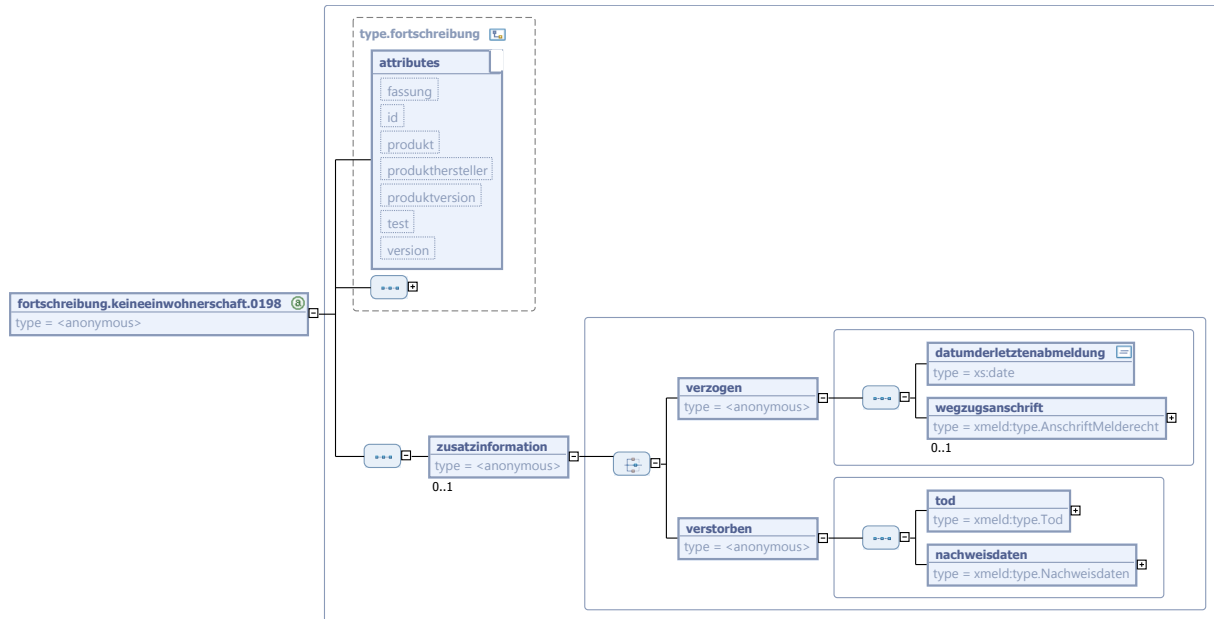 type.fortschreibung
attributes
fassung
id
produkt
produkthersteller
produktversion
test
version
fortschreibung.keineeinwohnerschaft.0198
type = <anonymous>
zusatzinformation
type = <anonymous>
0..1
verzogen
type = <anonymous>
datumderletztenabmeldung
type = xs:date
wegzugsanschrift
type = xmeld:type.AnschriftMelderecht
0..1
verstorben
type = <anonymous>
tod
type = xmeld:type.Tod
nachweisdaten
type = xmeld:type.Nachweisdaten